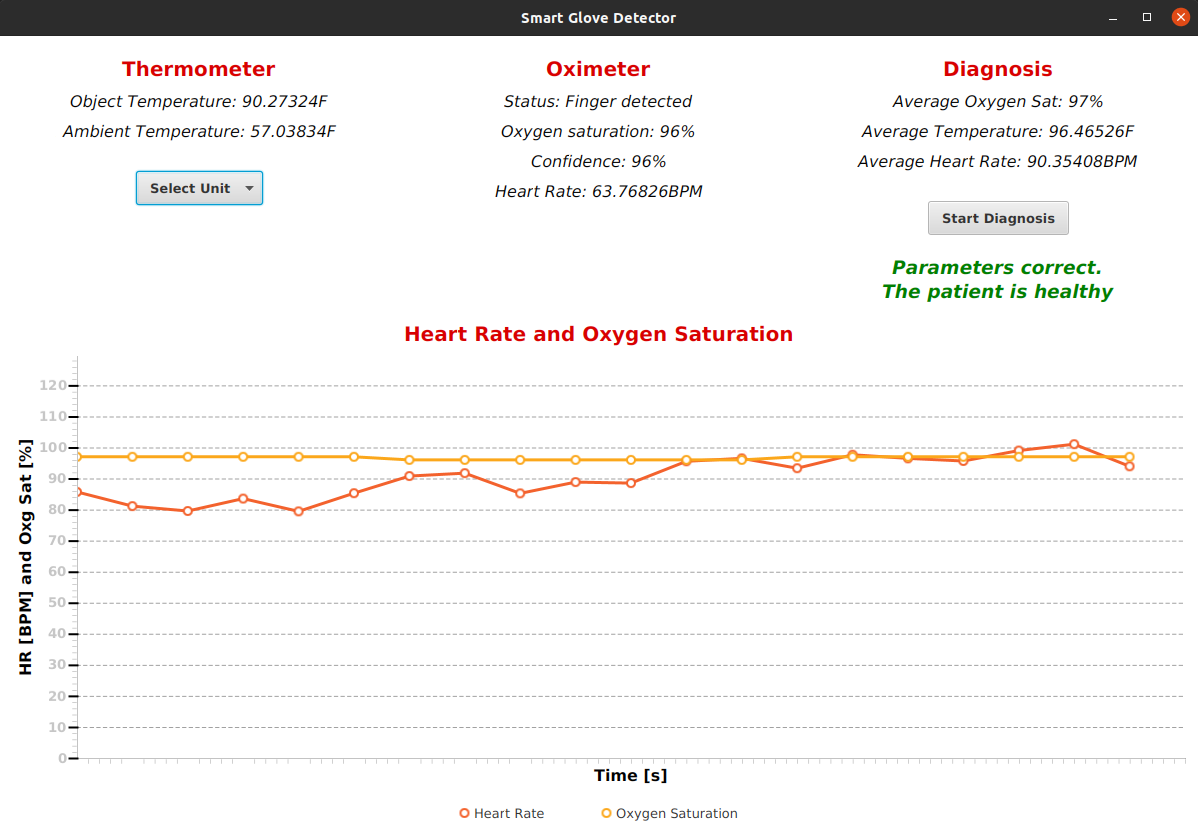 Smart Glove Detector
Thermometer
Object Temperature: 90.27324F
Ambient Temperature: 57.03834F
Select Unit
Oximeter
Status: Finger detected
Oxygen saturation: 96%
Confidence: 96%
Heart Rate: 63.76826BPM
Diagnosis
Average Oxygen Sat: 97%
Average Temperature: 96.46526F
Average Heart Rate: 90.35408BPM
Start Diagnosis
Parameters correct.
The patient is healthy
Heart Rate and Oxygen Saturation
HR [BPM] and Oxg Sat [%]
120
110
100
90
80
70
60
50
40
30
20
10
0
Time [s]
Heart Rate
Oxygen Saturation